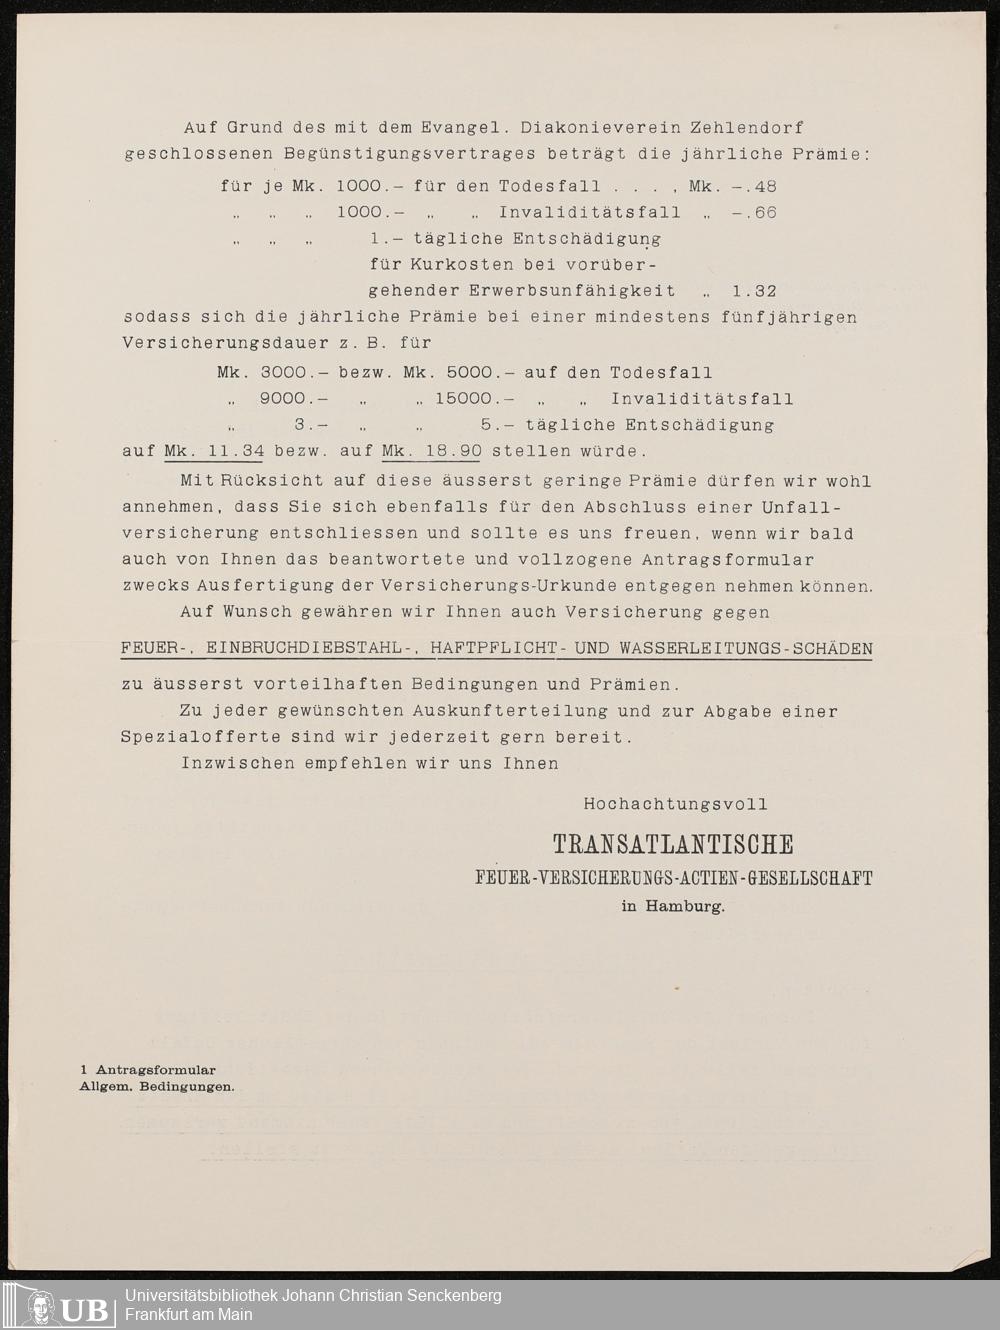 Auf Grund des mit dem Evangel. Diakonieverein Zehlendorf
geschlossenen Begünstigungsvertrages beträgt die jährliche Prämie:
für je Mk. 1000.- für den Todesfall . . . , Mk. -.48
„ „ „ 1000.- „ „ Invaliditätsfall „ -.66
„ „ „ 1.- tägliche Entschädigung
für Kurkosten bei vorüber-
gehender Erwerbsunfähigkeit „ 1.32
sodass sich die jährliche Prämie bei einer mindestens fünfjährigen
Versicherungsdauer z. B. für
Mk. 3000.- bezw. Mk. 5000.- auf den Todesfall
„ 9000.- „ „ 15000.- „ „ Invaliditätsfall
„ 3.- „ „ 5.- tägliche Entschädigung
auf Mk. 11.34 bezw. auf Mk. 18.90 stellen würde.
Mit Rücksicht auf diese äusserst geringe Prämie dürfen wir wohl
annehmen, dass Sie sich ebenfalls für den Abschluss einer Unfall-
versicherung entschliessen und sollte es uns freuen, wenn wir bald
auch von Ihnen das beantwortete und vollzogene Antragsformular
zwecks Ausfertigung der Versicherungs-Urkunde entgegen nehmen können.
Auf Wunsch gewähren wir Ihnen auch Versicherung gegen
FEUER-, EINBRUCHDIEBSTAHL-, HAFTPFLICHT- UND WASSERLEITUNGS-SCHÄDEN
zu äusserst vorteilhaften Bedingungen und Prämien.
Zu jeder gewünschten Auskunfterteilung und zur Abgabe einer
Spezialofferte sind wir jederzeit gern bereit.
Inzwischen empfehlen wir uns Ihnen
Hochachtungsvoll
TRANSATLANTISCHE
FEUER-VERSICHERUNGS-ACTIEN-GESELLSCHAFT
in Hamburg.
1 Antragsformular
Allgem. Bedingungen.
UB
Universitätsbibliothek Johann Christian Senckenberg
Frankfurt am Main